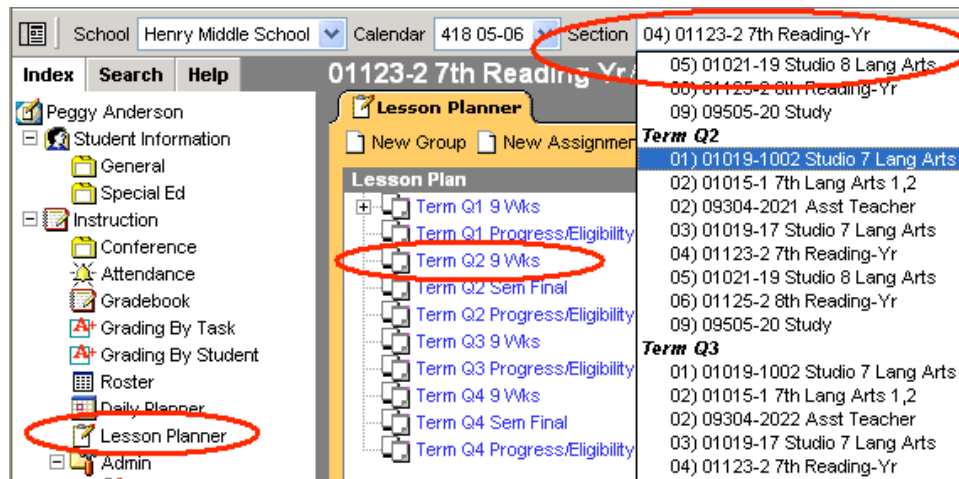 School Henry Middle School Calendar 418 05-06 Section 04) 01123-2 7th Reading-Yr
Index Search Help
Peggy Anderson
Student Information
General
Special Ed
Instruction
Conference
Attendance
Gradebook
Grading By Task
Grading By Student
Roster
Daily Planner
Lesson Planner
Admin
01123-2 7th Reading-Yr
Lesson Planner
New Group New Assignmen
Lesson Plan
Term Q1 9 Wks
Term Q1 Progress/Eligibility
Term Q2 9 Wks
Term Q2 Sem Final
Term Q2 Progress/Eligibility
Term Q3 9 Wks
Term Q3 Progress/Eligibility
Term Q4 9 Wks
Term Q4 Sem Final
Term Q4 Progress/Eligibility
05) 01021-19 Studio 8 Lang Arts
06) 01125-2 8th Reading-Yr
09) 09505-20 Study
Term Q2
01) 01019-1002 Studio 7 Lang Arts
02) 01015-1 7th Lang Arts 1,2
02) 09304-2021 Asst Teacher
03) 01019-17 Studio 7 Lang Arts
04) 01123-2 7th Reading-Yr
05) 01021-19 Studio 8 Lang Arts
06) 01125-2 8th Reading-Yr
09) 09505-20 Study
Term Q3
01) 01019-1002 Studio 7 Lang Arts
02) 01015-1 7th Lang Arts 1,2
02) 09304-2022 Asst Teacher
03) 01019-17 Studio 7 Lang Arts
04) 01123-2 7th Reading-Yr